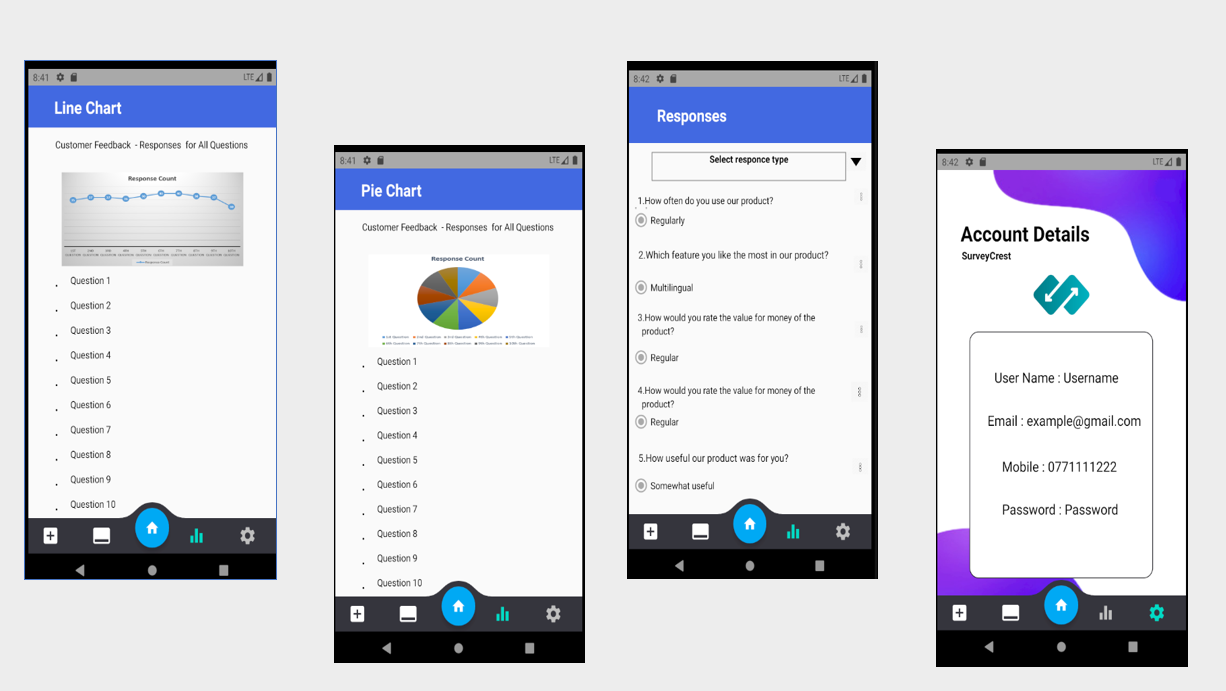 8:41
LTE
Line Chart
Customer Feedback - Responses for All Questions
Response Count
Response Count
Question 1
Question 2
Question 3
Question 4
Question 5
Question 6
Question 7
Question 8
Question 9
Question 10
8:41
LTE
Pie Chart
Customer Feedback - Responses for All Questions
Response Count
Question 1
Question 2
Question 3
Question 4
Question 5
Question 6
Question 7
Question 8
Question 9
Question 10
8:42
LTE
Responses
Select responce type
1.How often do you use our product?
Regularly
2.Which feature you like the most in our product?
Multilingual
3.How would you rate the value for money of the
product?
Regular
4.How would you rate the value for money of the
product?
Regular
5.How useful our product was for you?
Somewhat useful
8:42
LTE
Account Details
SurveyCrest
User Name : Username
Email : example@gmail.com
Mobile : 0771111222
Password : Password